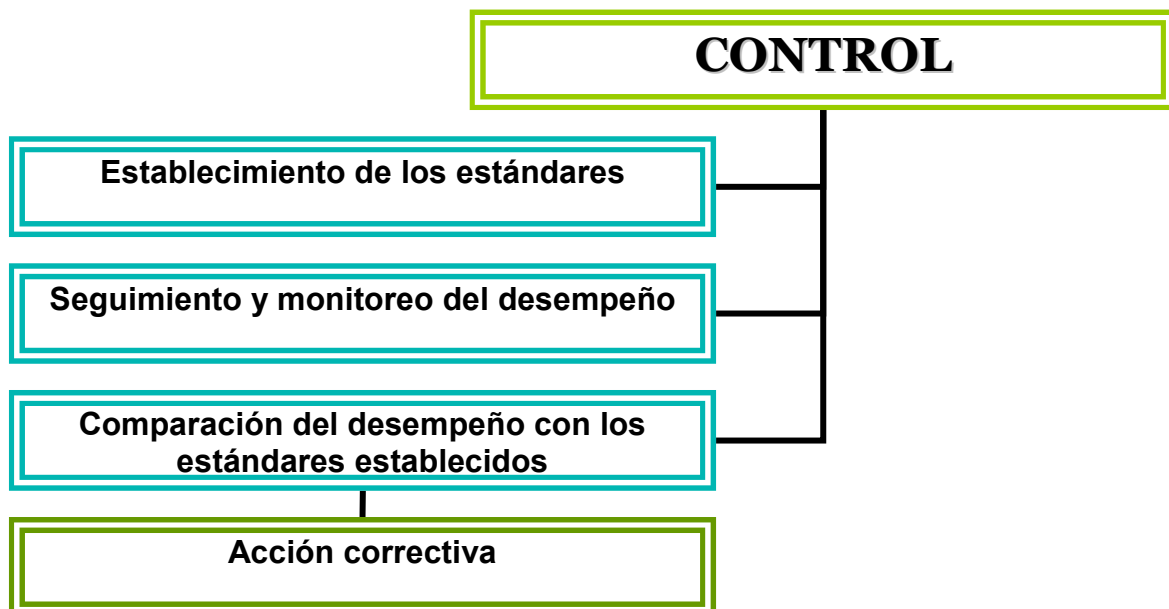 CONTROL
Establecimiento de los estándares
Seguimiento y monitoreo del desempeño
Comparación del desempeño con los
estándares establecidos
Acción correctiva